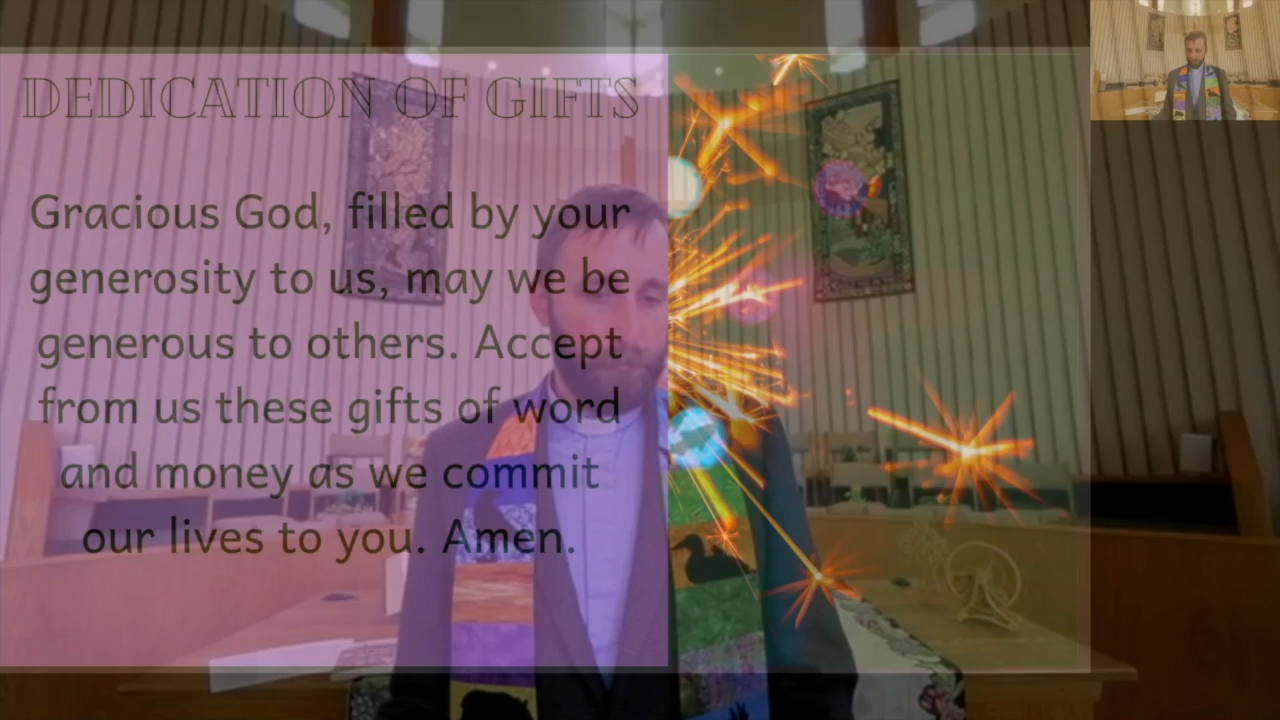 DEDICATION OF GIFTS
Gracious God, filled by your
generosity to us, may we be
generous to others. Accept
from us these gifts of word
and money as we commit
our lives to you. Amen.